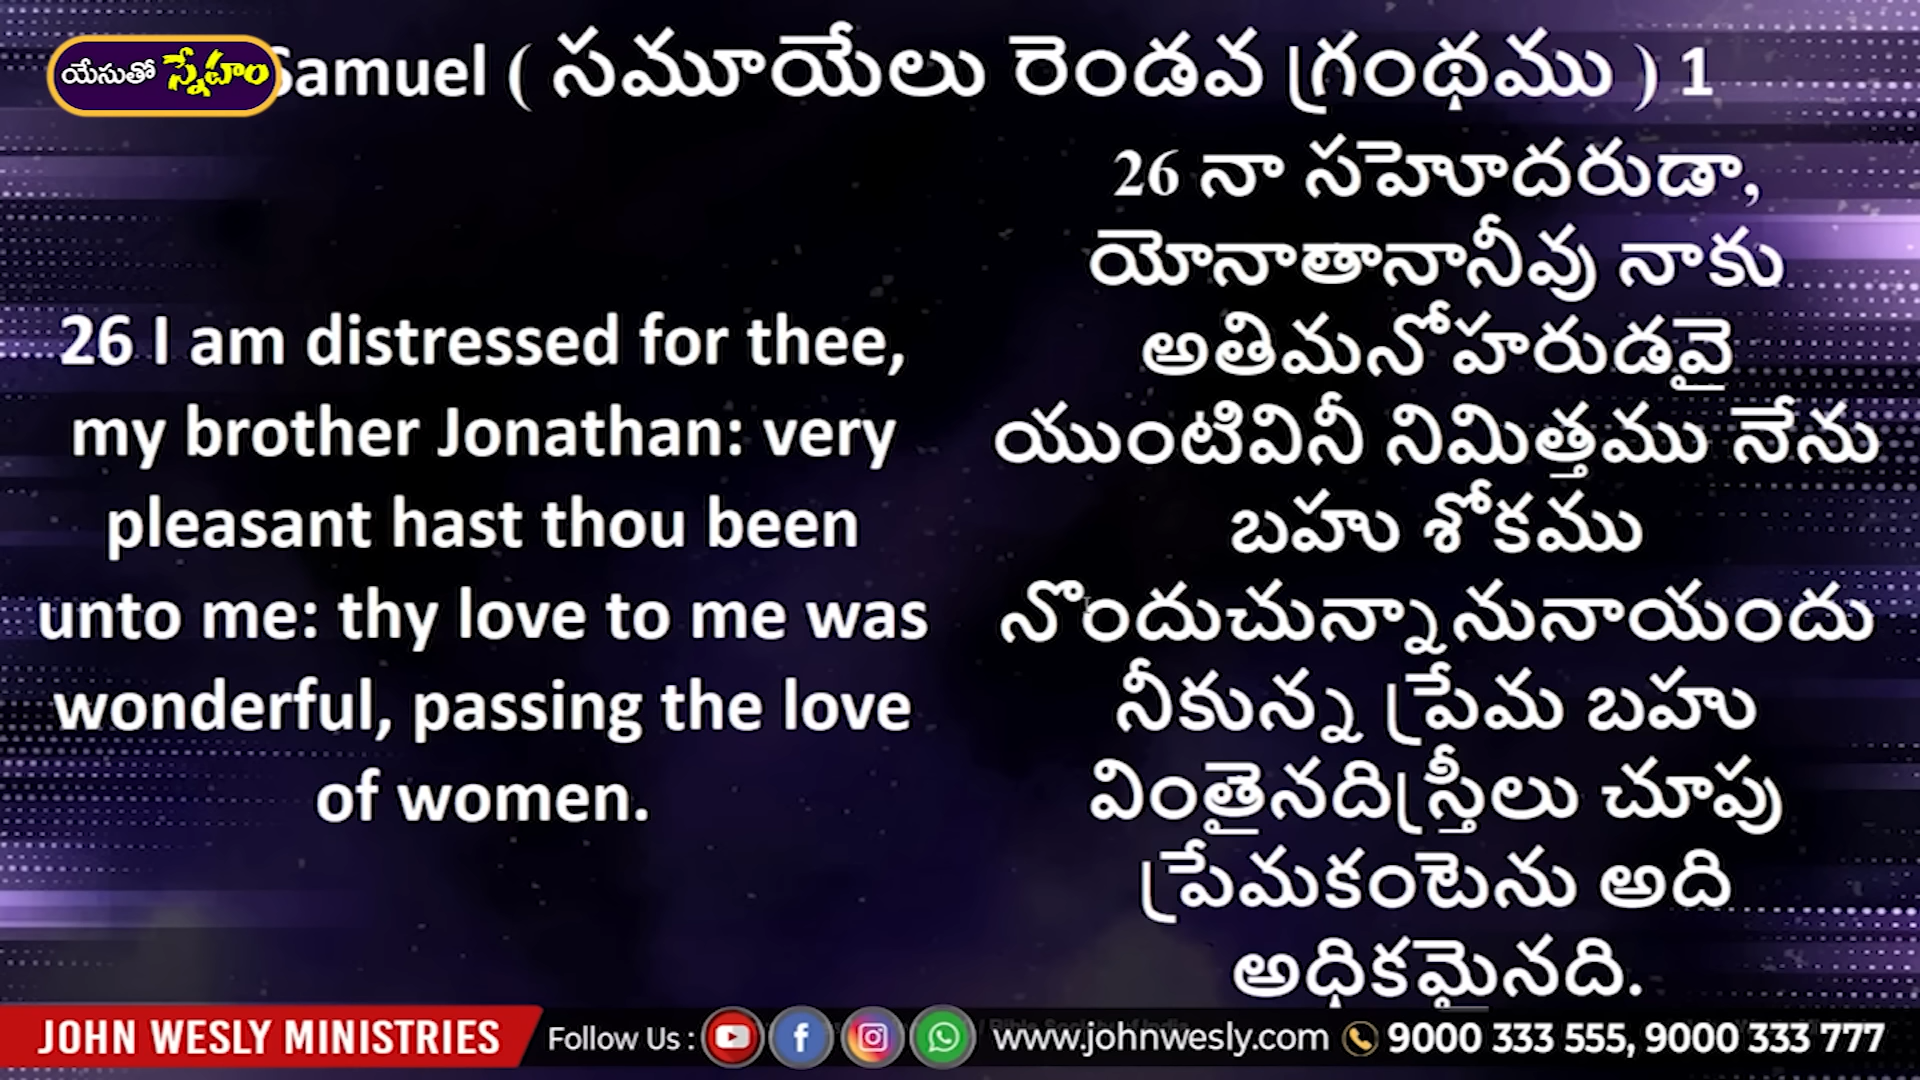 యేసుతో స్నేహం
Samuel ( సమూయేలు రెండవ గ్రంథము ) 1
26 I am distressed for thee,
my brother Jonathan: very
pleasant hast thou been
unto me: thy love to me was
wonderful, passing the love
of women.
26 నా సహెూదరుడా,
యోనాతానానీవు నాకు
అతిమనోహరుడవై
యుంటివినీ నిమిత్తము నేను
బహు శోకము
నొందుచున్నానునాయందు
నీకున్న ప్రేమ బహు
వింతైనదిస్త్రీలు చూపు
ప్రేమకంటెను అది
అధికమైనది.
JOHN WESLY MINISTRIES
Follow Us :
www.johnwesly.com
9000 333 555, 9000 333 777